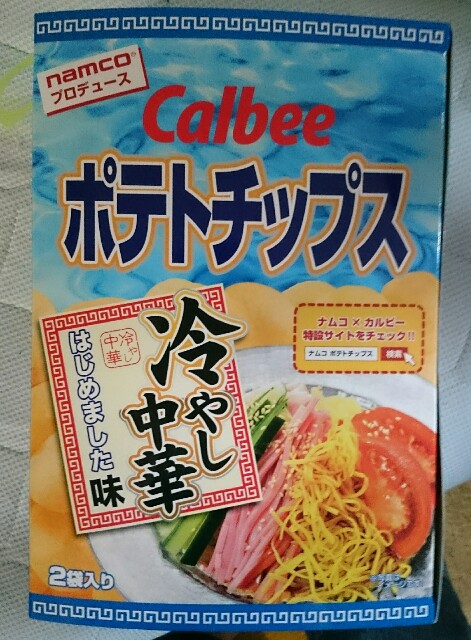 namco®
プロデュース
Calbee
ポテトチップス
ナムコ × カルビー
特設サイトをチェック!!
ナムコ ポテトチップス 検索
冷やし
中華
冷やし
中華
はじめました
味
2袋入り